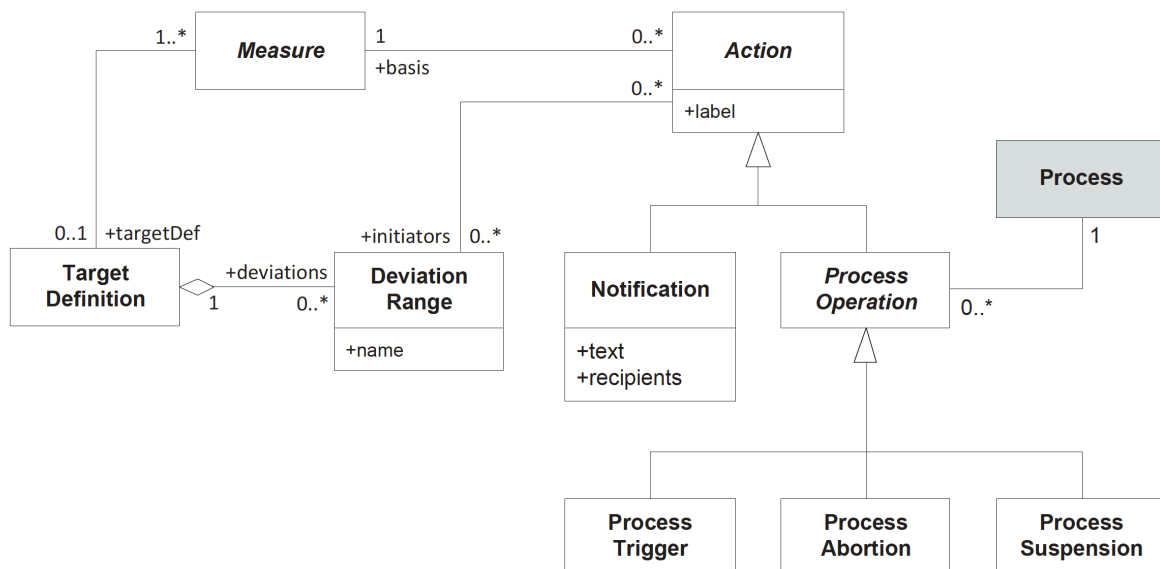 1..*
Measure
1
+basis
0..*
Action
0..*
+label
Process
1
0..1
+targetDef
+initiators
0..*
Target
Definition
1
+deviations
0..*
Deviation
Range
+name
Notification
+text
+recipients
Process
Operation
0..*
Process
Trigger
Process
Abortion
Process
Suspension